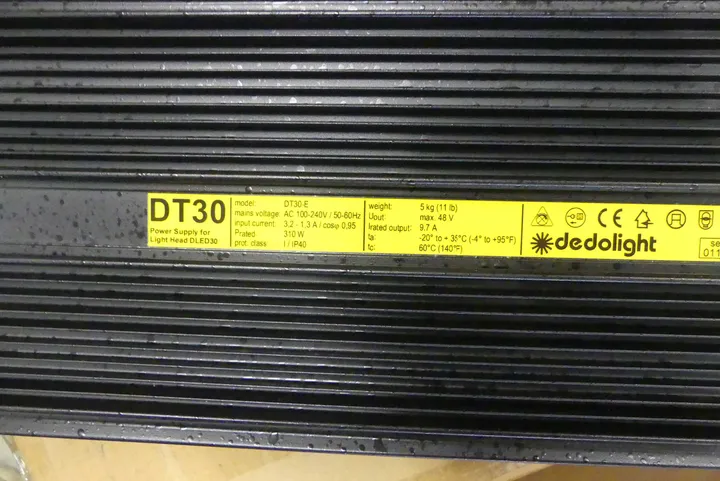 DT30
Power Supply for
Light Head DLED30
model: DT30-E
mains voltage: AC 100-240V / 50-60Hz
input current: 3,2 - 1,3 A / cosφ 0,95
Prated 310 W
prot. class I / IP40
weight: 5 kg (11 lb)
Uout: max. 48 V
Irated output: 9.7 A
ta: -20° to + 35°C (-4° to +95°F)
tc: 60°C (140°F)
CE
dedolight
se
011